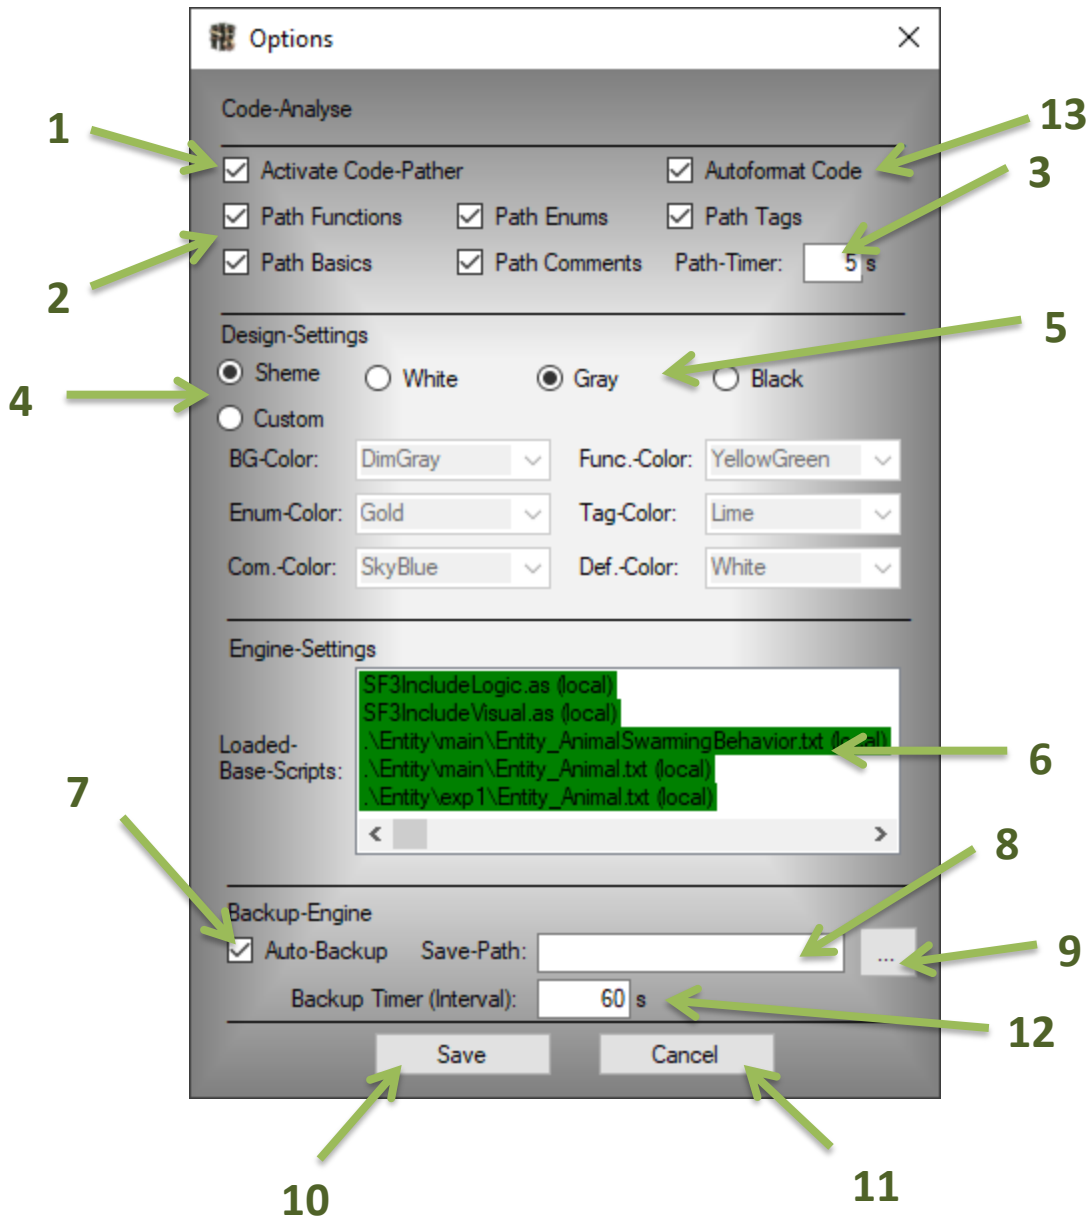 Options
Code-Analyse
1
13
Activate Code-Pather Autoformat Code
3
Path Functions Path Enums Path Tags
2
Path Basics Path Comments Path-Timer: 5 s
Design-Settings
5
Sheme White Gray Black
4
Custom
BG-Color: DimGray Func.-Color: YellowGreen
Enum-Color: Gold Tag-Color: Lime
Com.-Color: SkyBlue Def.-Color: White
Engine-Settings
SF3IncludeLogic.as (local)
SF3IncludeVisual.as (local)
.\Entity\main\Entity_AnimalSwarmingBehavior.txt (local)
Loaded-
Base-Scripts:
.\Entity\main\Entity_Animal.txt (local)
.\Entity\exp1\Entity_Animal.txt (local)
6
7
8
Backup-Engine
Auto-Backup Save-Path: ...
9
Backup Timer (Interval): 60 s
12
Save Cancel
10
11